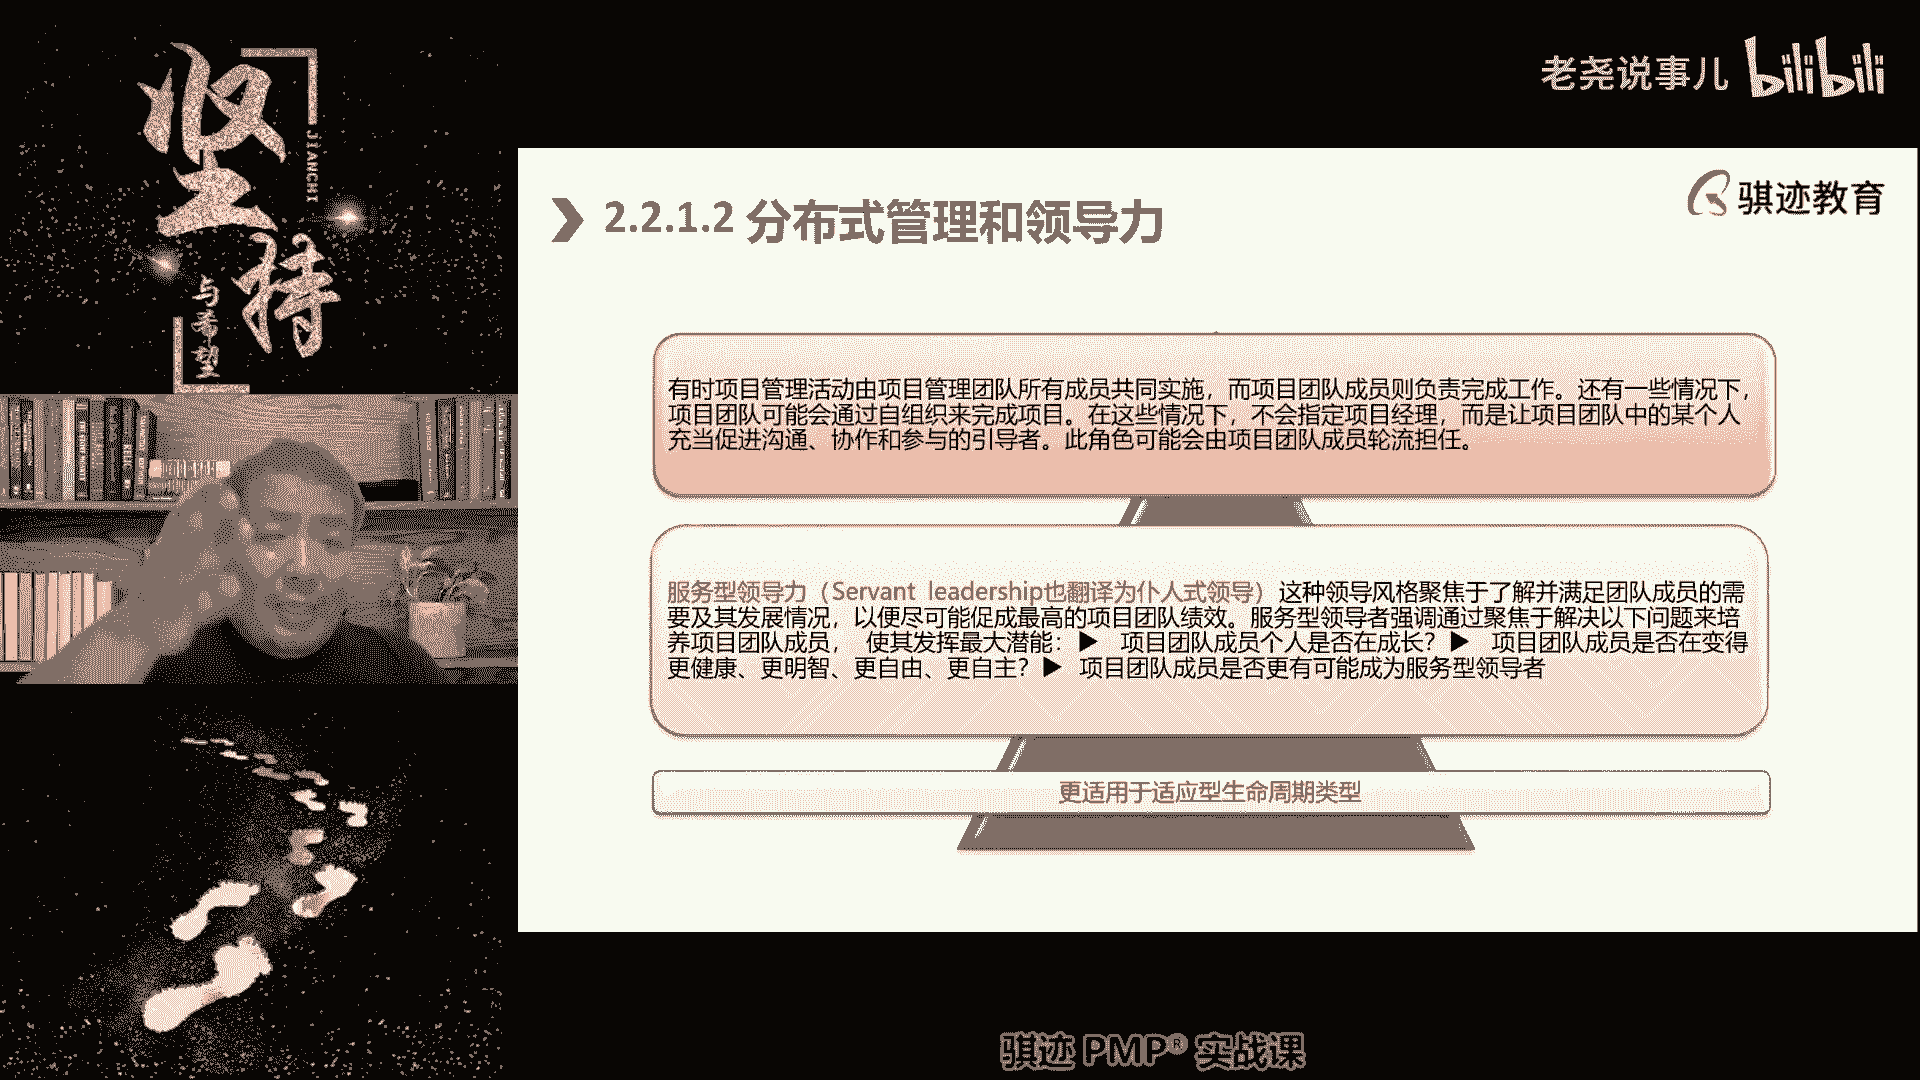 坚持
JIANCHI
与希望
老尧说事儿 bilibili
骐迹教育
2.2.1.2 分布式管理和领导力
有时项目管理活动由项目管理团队所有成员共同实施，而项目团队成员则负责完成工作。还有一些情况下，
项目团队可能会通过自组织来完成项目。在这些情况下，不会指定项目经理，而是让项目团队中的某个人
充当促进沟通、协作和参与的引导者。此角色可能会由项目团队成员轮流担任。
服务型领导力（Servant leadership也翻译为仆人式领导）这种领导风格聚焦于了解并满足团队成员的需
要及其发展情况，以便尽可能促成最高的项目团队绩效。服务型领导者强调通过聚焦于解决以下问题来培
养项目团队成员， 使其发挥最大潜能：▶ 项目团队成员个人是否在成长？▶ 项目团队成员是否在变得
更健康、更明智、更自由、更自主？▶ 项目团队成员是否更有可能成为服务型领导者
更适用于适应型生命周期类型
骐迹 PMP® 实战课